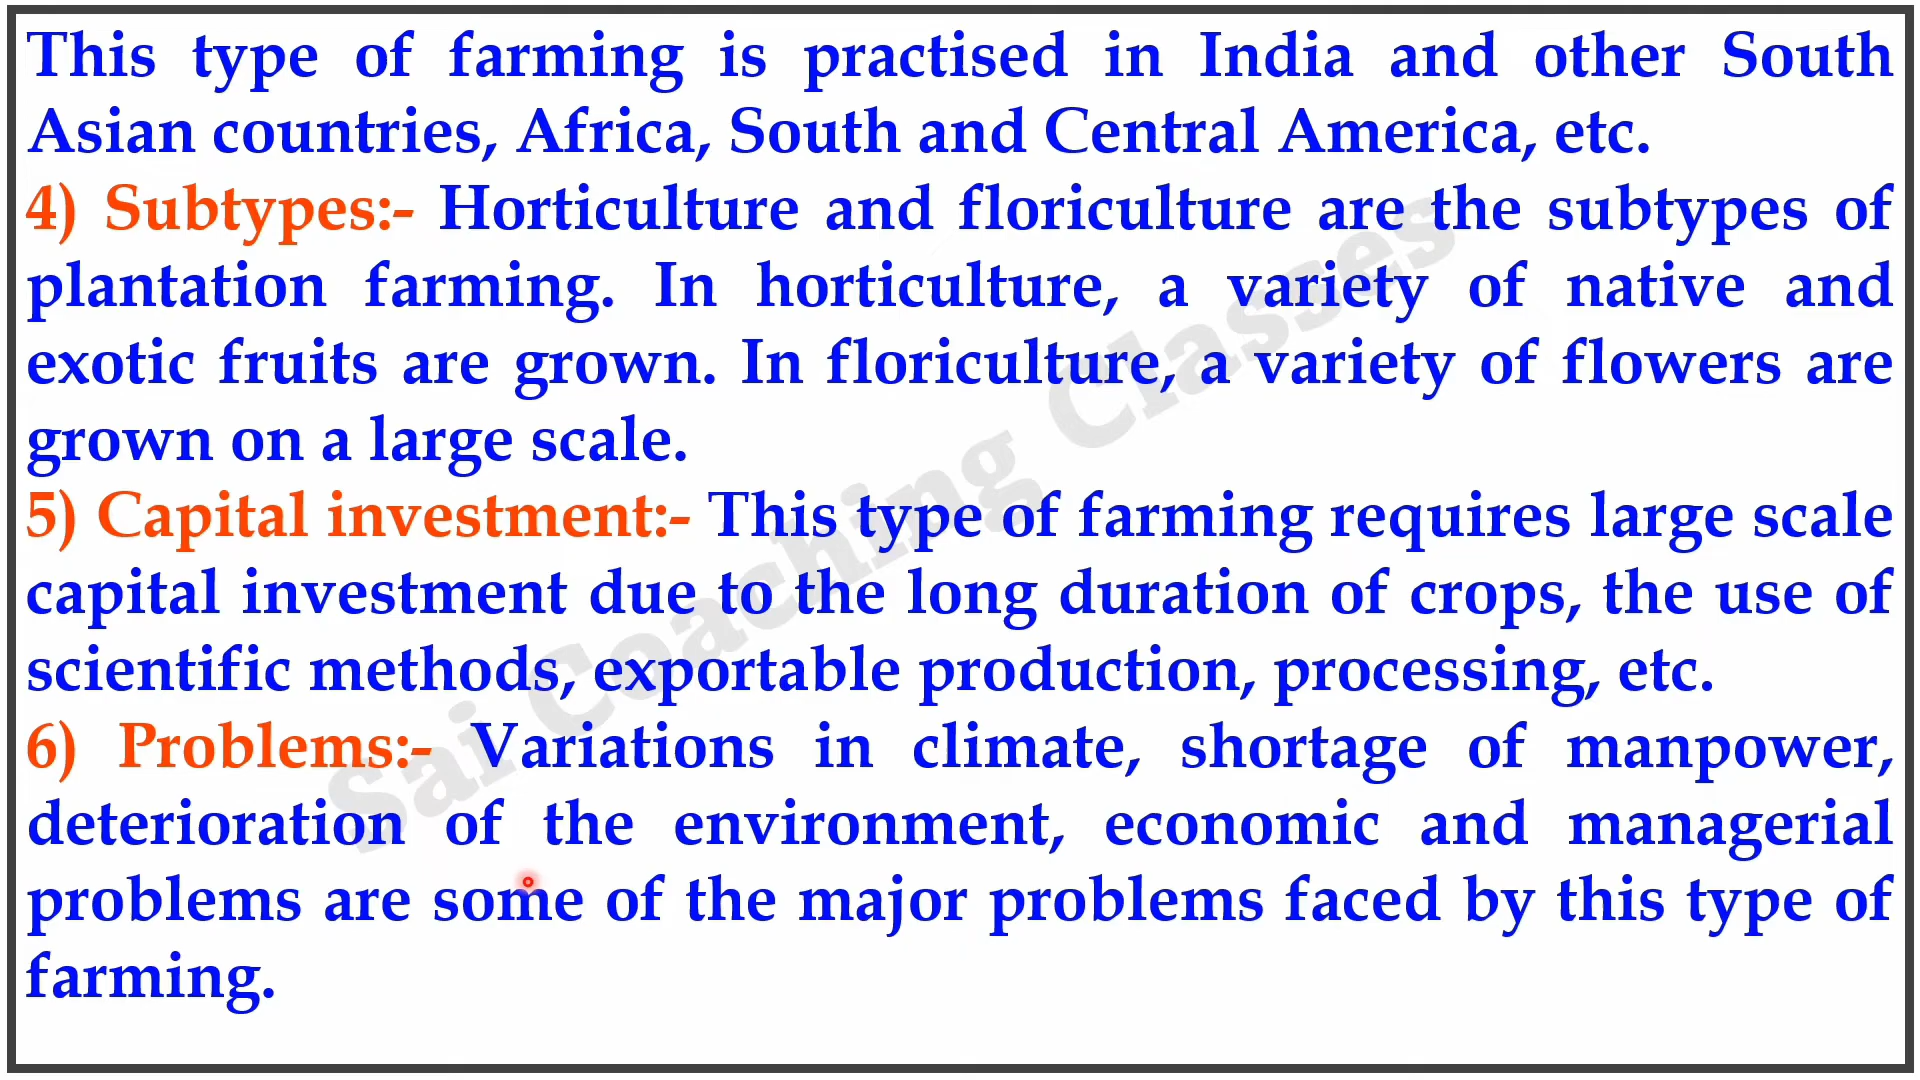 This type of farming is practised in India and other South
Asian countries, Africa, South and Central America, etc.
4) Subtypes:- Horticulture and floriculture are the subtypes of
plantation farming. In horticulture, a variety of native and
exotic fruits are grown. In floriculture, a variety of flowers are
grown on a large scale.
5) Capital investment:- This type of farming requires large scale
capital investment due to the long duration of crops, the use of
scientific methods, exportable production, processing, etc.
6) Problems:- Variations in climate, shortage of manpower,
deterioration of the environment, economic and managerial
problems are some of the major problems faced by this type of
farming.
Sai Coaching Classes